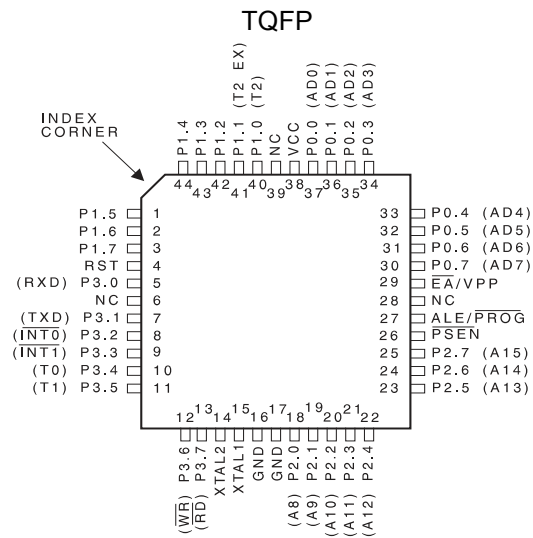 TQFP
INDEX
CORNER
P1.4
P1.3
P1.2
P1.1 (T2 EX)
P1.0 (T2)
NC
VCC
P0.0 (AD0)
P0.1 (AD1)
P0.2 (AD2)
P0.3 (AD3)
44 43 42 41 40 39 38 37 36 35 34
P1.5 1
P1.6 2
P1.7 3
RST 4
(RXD) P3.0 5
NC 6
(TXD) P3.1 7
(INT0) P3.2 8
(INT1) P3.3 9
(T0) P3.4 10
(T1) P3.5 11
33 P0.4 (AD4)
32 P0.5 (AD5)
31 P0.6 (AD6)
30 P0.7 (AD7)
29 EA/VPP
28 NC
27 ALE/PROG
26 PSEN
25 P2.7 (A15)
24 P2.6 (A14)
23 P2.5 (A13)
12 13 14 15 16 17 18 19 20 21 22
(WR) P3.6
(RD) P3.7
XTAL2
XTAL1
GND
GND
(A8) P2.0
(A9) P2.1
(A10) P2.2
(A11) P2.3
(A12) P2.4